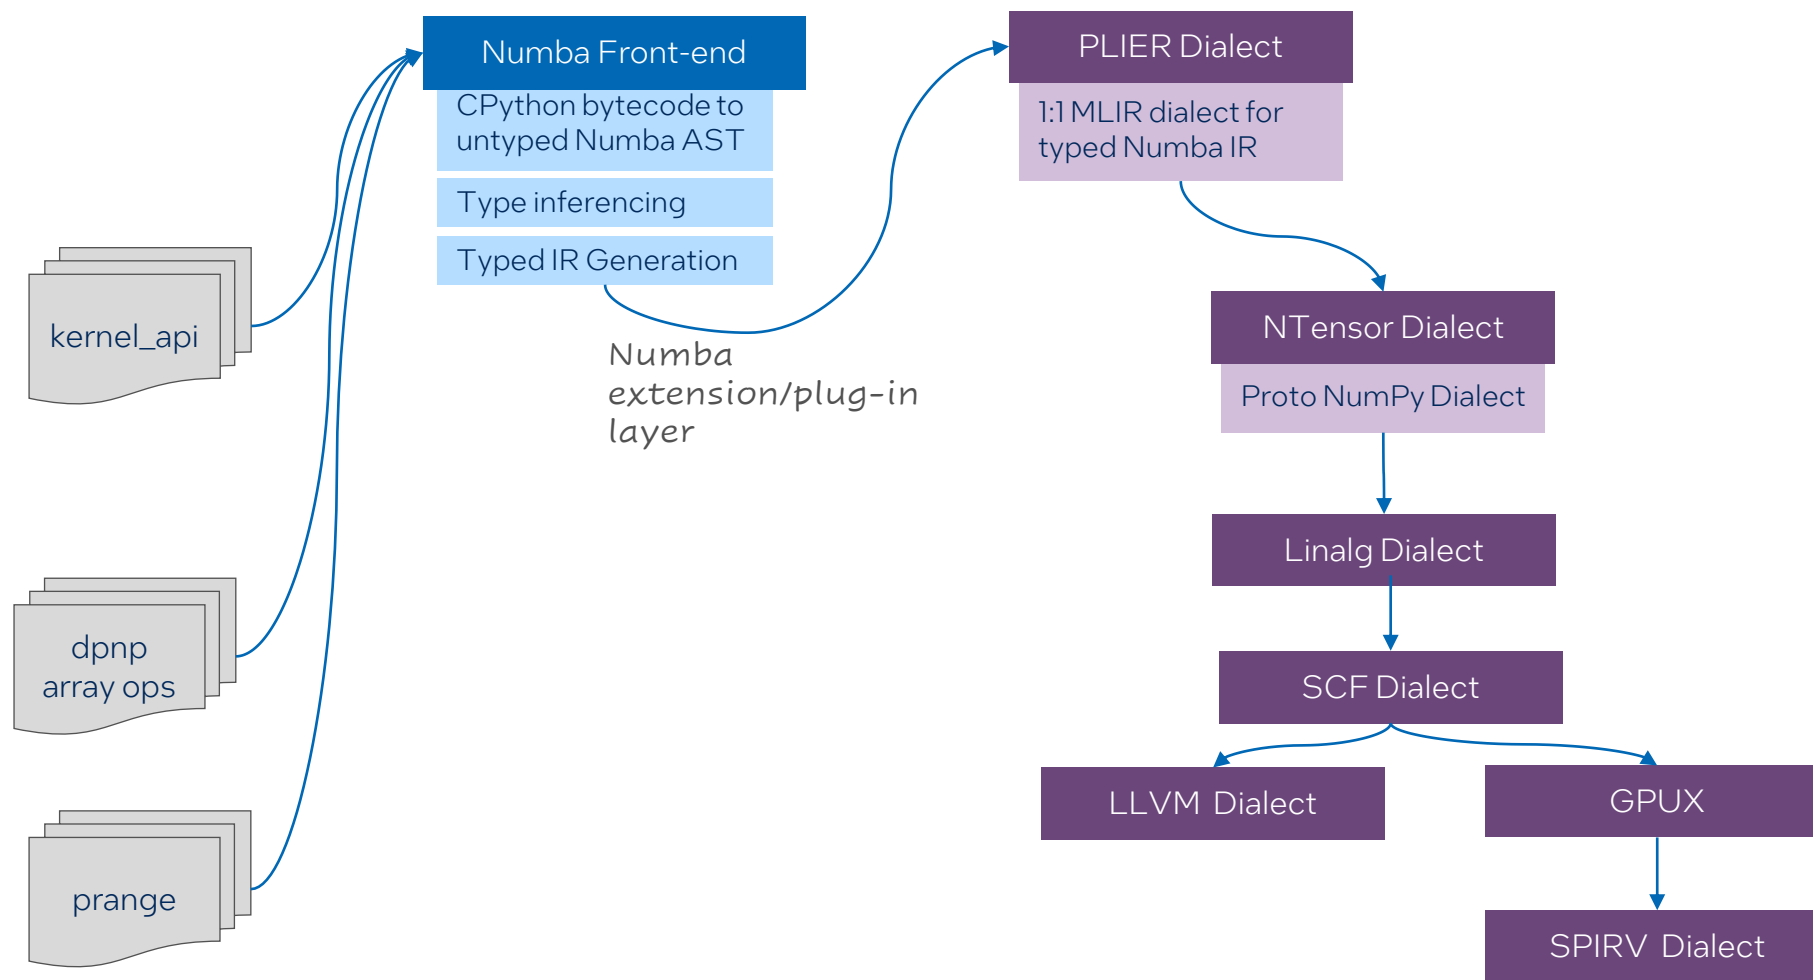 Numba Front-end
CPython bytecode to
untyped Numba AST
Type inferencing
Typed IR Generation
kernel_api
dpnp
array ops
prange
Numba
extension/plug-in
layer
PLIER Dialect
1:1 MLIR dialect for
typed Numba IR
NTensor Dialect
Proto NumPy Dialect
Linalg Dialect
SCF Dialect
LLVM Dialect
GPUX
SPIRV Dialect